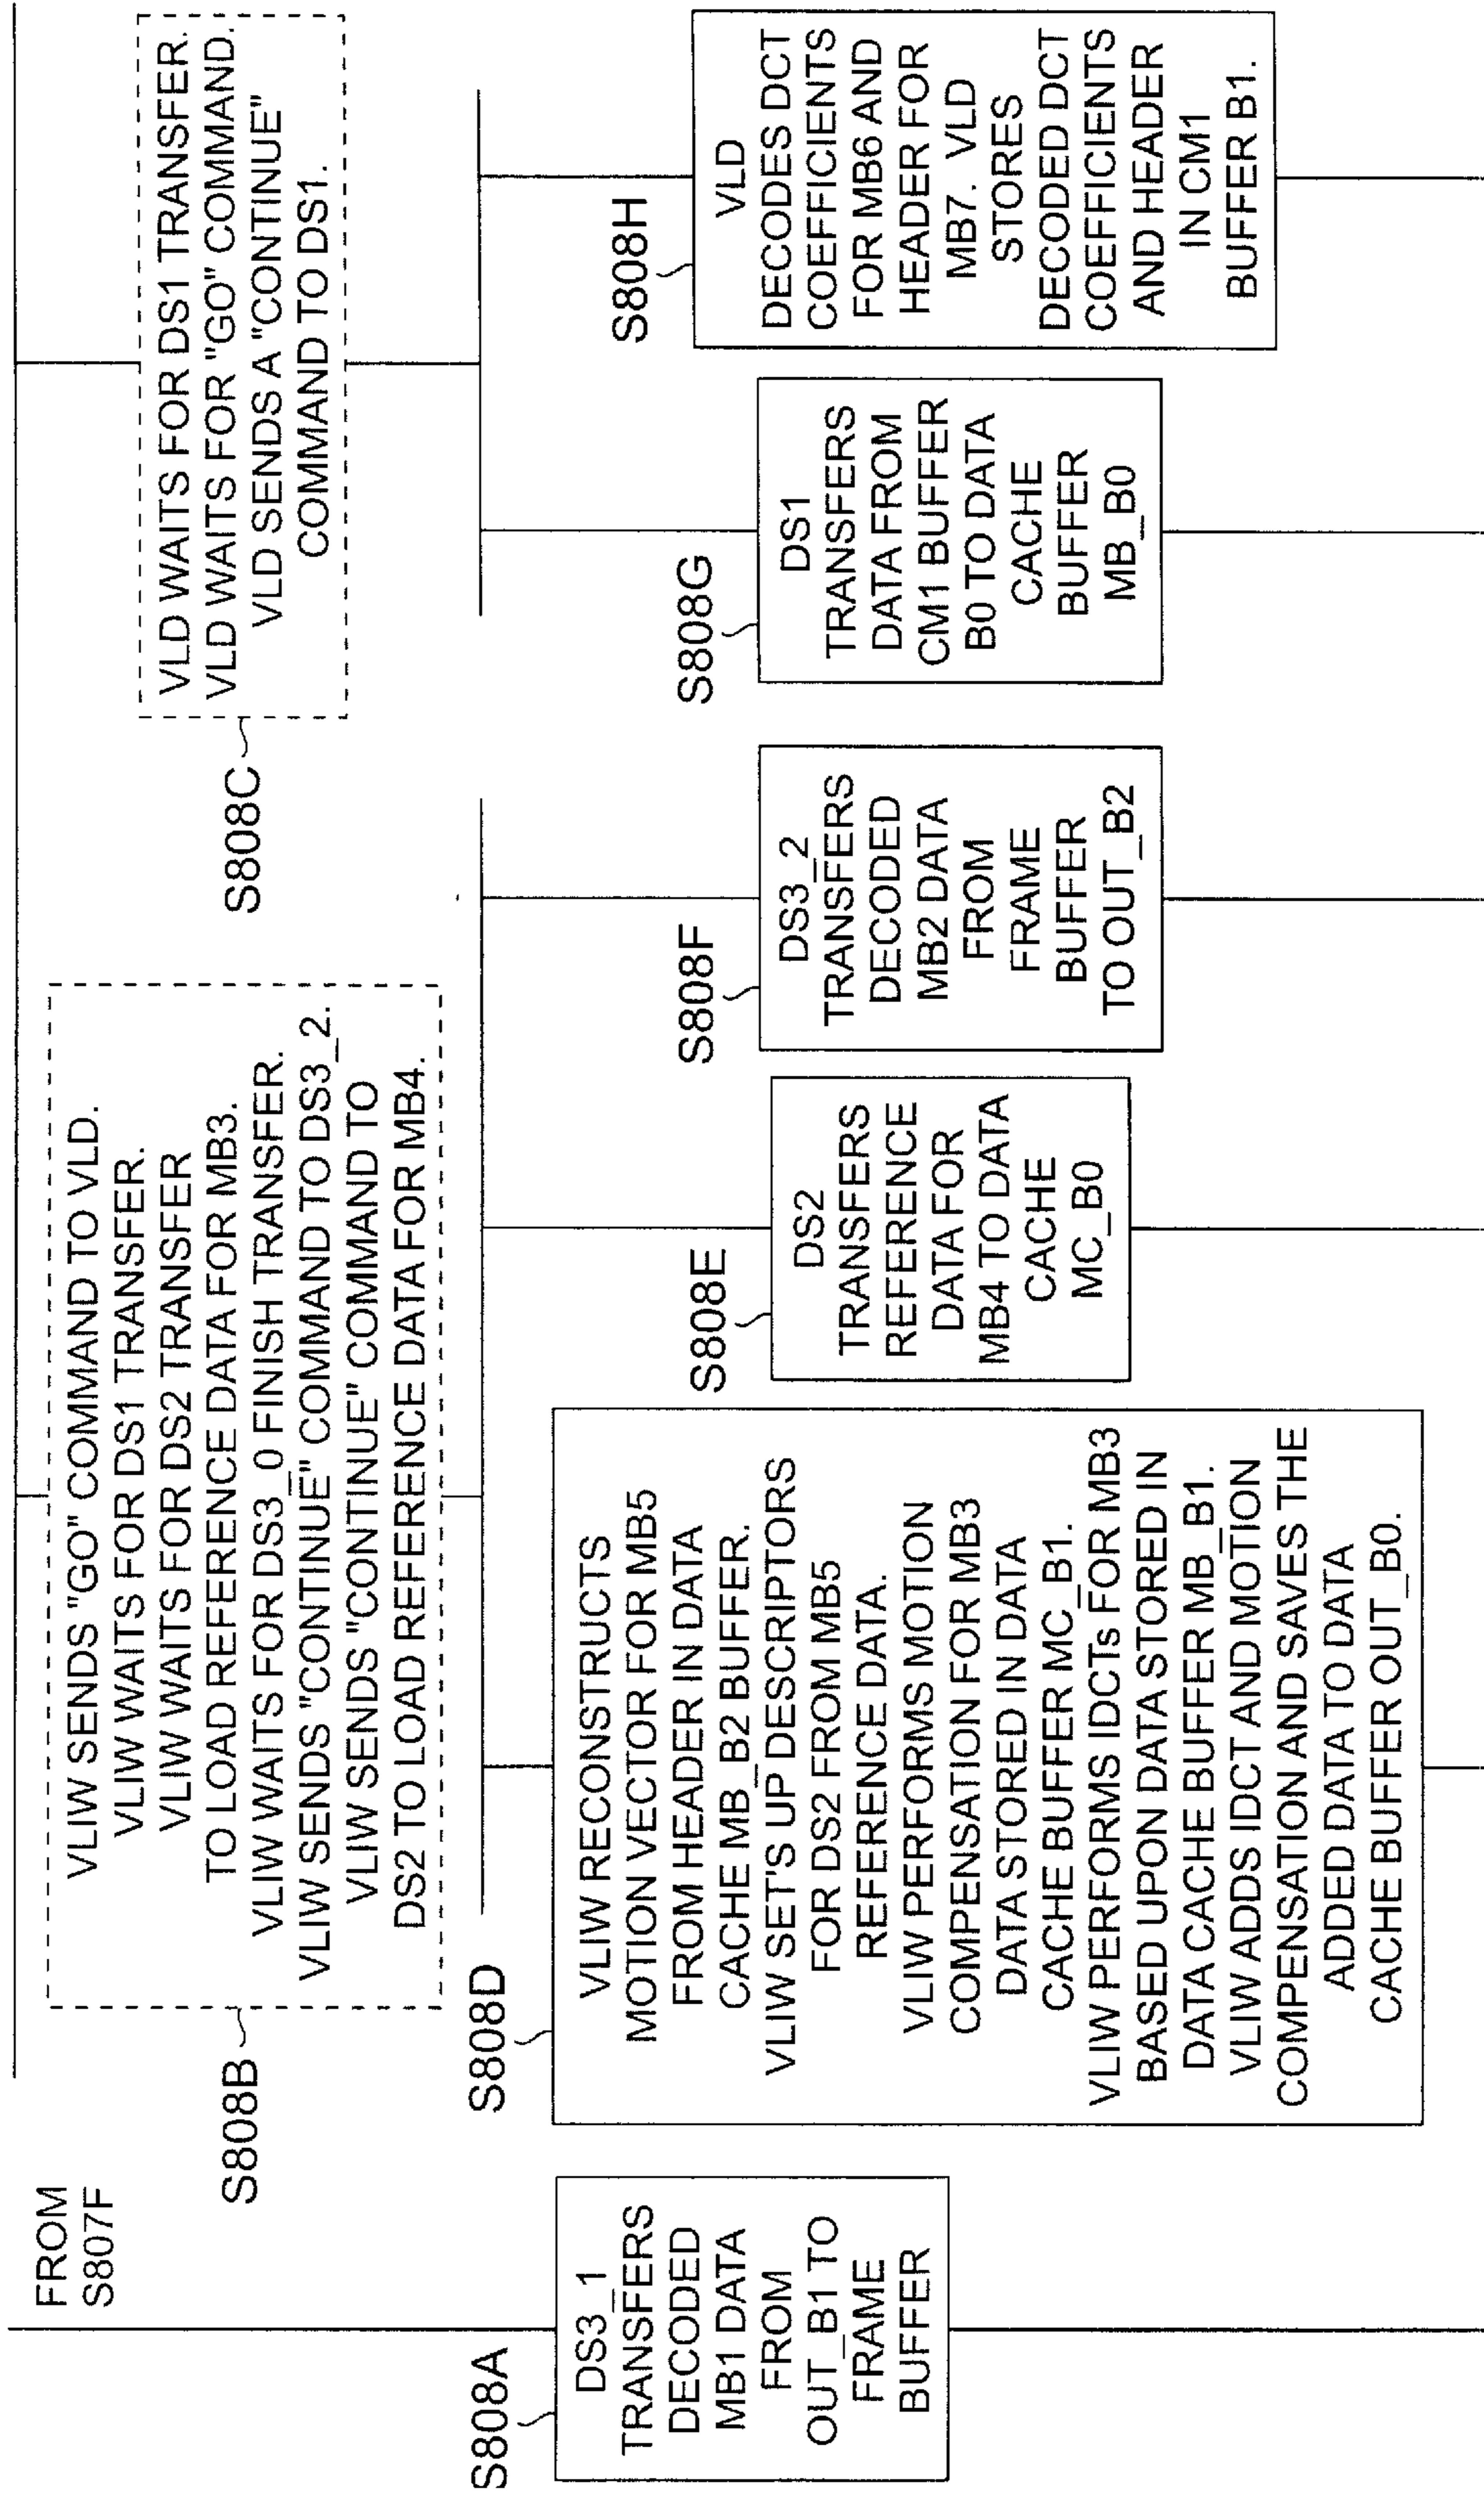 FROM
S807F
S808A
DS3_1
TRANSFERS
DECODED
MB1 DATA
FROM
OUT_B1 TO
FRAME
BUFFER
S808B
VLIW SENDS "GO" COMMAND TO VLD.
VLIW WAITS FOR DS1 TRANSFER.
VLIW WAITS FOR DS2 TRANSFER
TO LOAD REFERENCE DATA FOR MB3.
VLIW WAITS FOR DS3_0 FINISH TRANSFER.
VLIW SENDS "CONTINUE" COMMAND TO DS3_2.
VLIW SENDS "CONTINUE" COMMAND TO
DS2 TO LOAD REFERENCE DATA FOR MB4.
S808C
VLD WAITS FOR DS1 TRANSFER.
VLD WAITS FOR "GO" COMMAND.
VLD SENDS A "CONTINUE"
COMMAND TO DS1.
S808D
VLIW RECONSTRUCTS
MOTION VECTOR FOR MB5
FROM HEADER IN DATA
CACHE MB_B2 BUFFER.
VLIW SET'S UP DESCRIPTORS
FOR DS2 FROM MB5
REFERENCE DATA.
VLIW PERFORMS MOTION
COMPENSATION FOR MB3
DATA STORED IN DATA
CACHE BUFFER MC_B1.
VLIW PERFORMS IDCTs FOR MB3
BASED UPON DATA STORED IN
DATA CACHE BUFFER MB_B1.
VLIW ADDS IDCT AND MOTION
COMPENSATION AND SAVES THE
ADDED DATA TO DATA
CACHE BUFFER OUT_B0.
S808E
DS2
TRANSFERS
REFERENCE
DATA FOR
MB4 TO DATA
CACHE
MC_B0
S808F
DS3_2
TRANSFERS
DECODED
MB2 DATA
FROM
FRAME
BUFFER
TO OUT_B2
S808G
DS1
TRANSFERS
DATA FROM
CM1 BUFFER
B0 TO DATA
CACHE
BUFFER
MB_B0
S808H
VLD
DECODES DCT
COEFFICIENTS
FOR MB6 AND
HEADER FOR
MB7. VLD
STORES
DECODED DCT
COEFFICIENTS
AND HEADER
IN CM1
BUFFER B1.